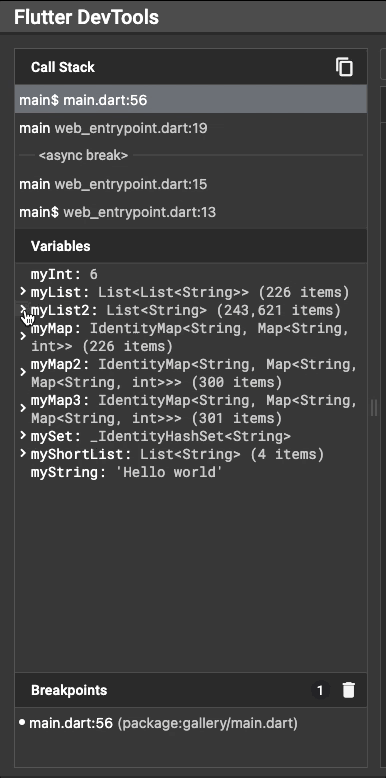 Flutter DevTools
Call Stack
main$ main.dart:56
main web_entrypoint.dart:19
<async break>
main web_entrypoint.dart:15
main$ web_entrypoint.dart:13
Variables
myInt: 6
myList: List<List<String>> (226 items)
myList2: List<String> (243,621 items)
myMap: IdentityMap<String, Map<String,
int>> (226 items)
myMap2: IdentityMap<String, Map<String,
Map<String, int>>> (300 items)
myMap3: IdentityMap<String, Map<String,
Map<String, int>>> (301 items)
mySet: _IdentityHashSet<String>
myShortList: List<String> (4 items)
myString: 'Hello world'
Breakpoints 1
main.dart:56 (package:gallery/main.dart)